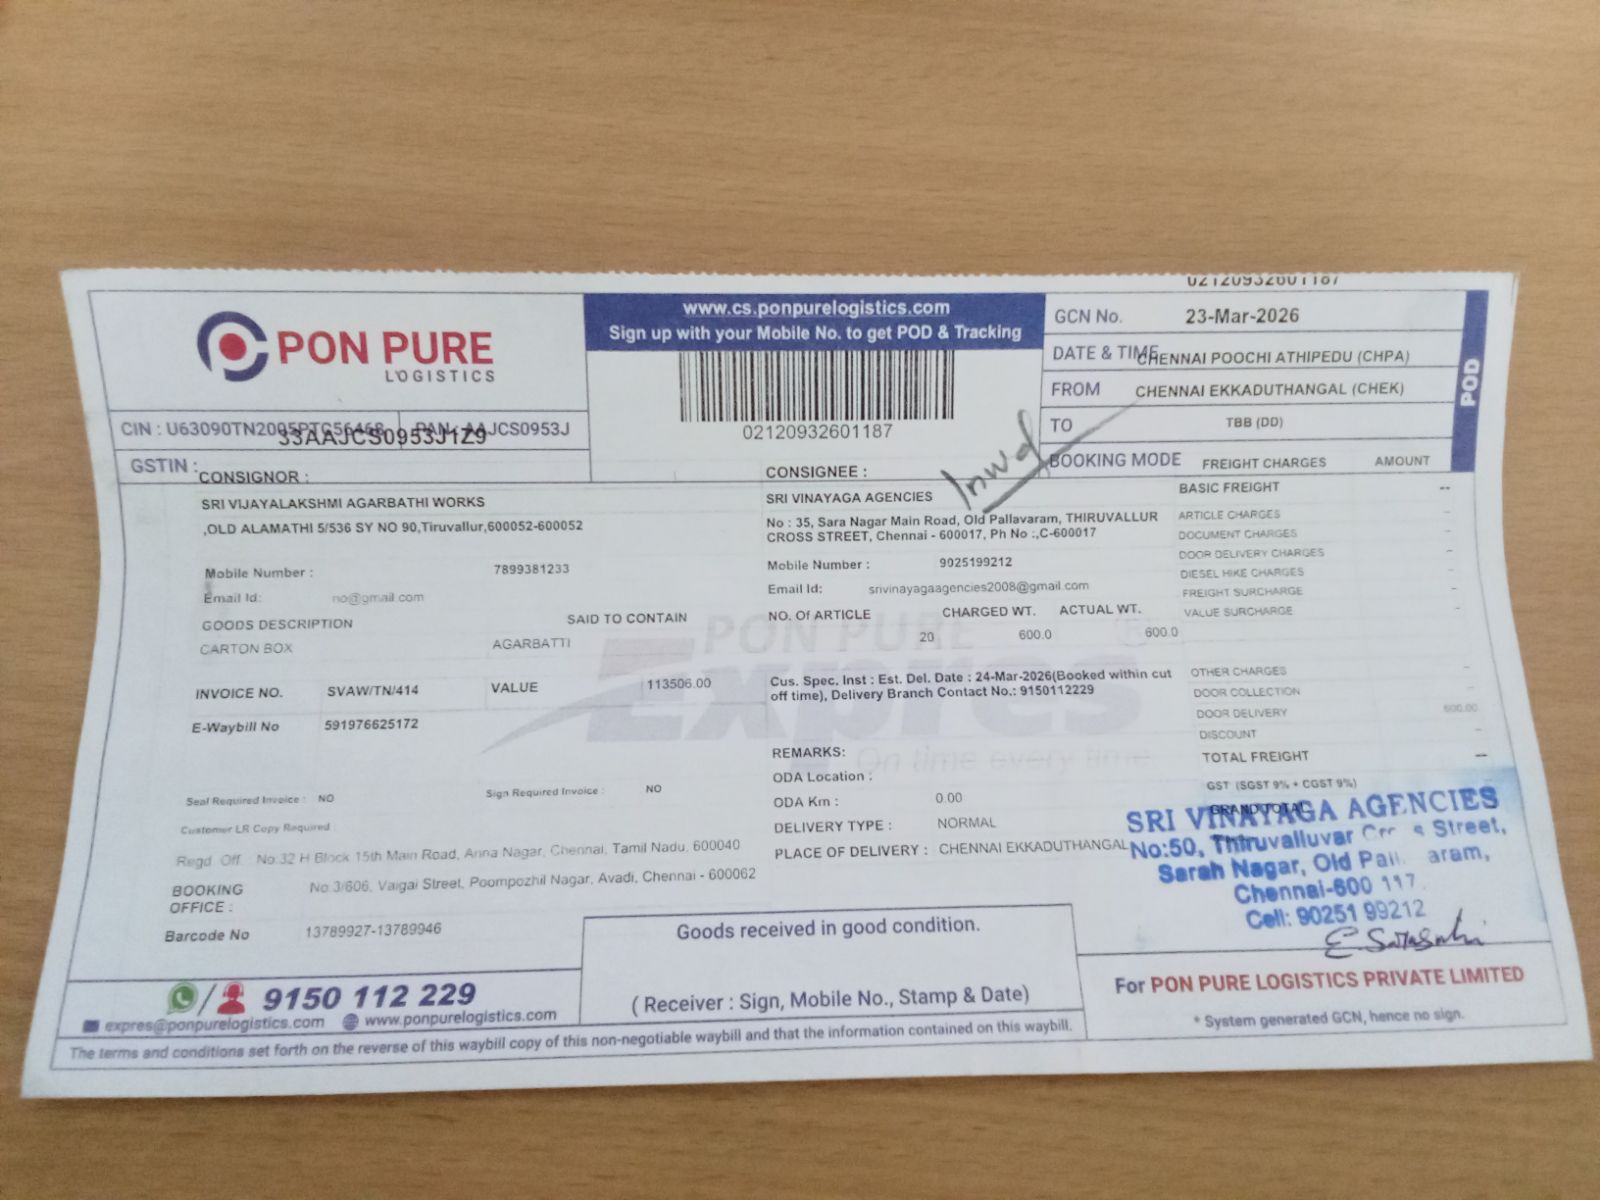 PON PURE
LOGISTICS
www.cs.ponpurelogistics.com
Sign up with your Mobile No. to get POD & Tracking
02120932601187
02120932601187
GCN No. 23-Mar-2026
DATE & TIME CHENNAI POOCHI ATHIPEDU (CHPA)
FROM CHENNAI EKKADUTHANGAL (CHEK)
TO TBB (DD)
BOOKING MODE FREIGHT CHARGES AMOUNT
POD
CIN : PAN : AAJCS0953J
33AAJCS0953J1Z9
GSTIN :
CONSIGNOR :
SRI VIJAYALAKSHMI AGARBATHI WORKS
,OLD ALAMATHI 5/536 SY NO 90,Tiruvallur,600052-600052
Mobile Number : 7899381233
Email Id: no@gmail.com
GOODS DESCRIPTION SAID TO CONTAIN
CARTON BOX AGARBATTI
INVOICE NO. SVAW/TN/414 VALUE 113506.00
E-Waybill No 591976625172
Seal Required Invoice : NO Sign Required Invoice : NO
Customer LR Copy Required :
Regd. Off. No:32 H Block 15th Main Road, Anna Nagar, Chennai, Tamil Nadu. 600040
BOOKING OFFICE : No.3/606, Vaigai Street, Poompozhil Nagar, Avadi, Chennai - 600062
Barcode No 13789927-13789946
CONSIGNEE :
SRI VINAYAGA AGENCIES
No : 35, Sara Nagar Main Road, Old Pallavaram, THIRUVALLUR
CROSS STREET, Chennai - 600017, Ph No :,C-600017
Mobile Number : 9025199212
Email Id: srivinayagaagencies2008@gmail.com
NO. Of ARTICLE CHARGED WT. ACTUAL WT.
20 600.0 600.0
Cus. Spec. Inst : Est. Del. Date : 24-Mar-2026(Booked within cut
off time), Delivery Branch Contact No.: 9150112229
REMARKS:
ODA Location :
ODA Km : 0.00
DELIVERY TYPE : NORMAL
PLACE OF DELIVERY : CHENNAI EKKADUTHANGAL
PON PURE
Expres
On time every time
Inwd
BASIC FREIGHT --
ARTICLE CHARGES -
DOCUMENT CHARGES -
DOOR DELIVERY CHARGES -
DIESEL HIKE CHARGES -
FREIGHT SURCHARGE -
VALUE SURCHARGE -
OTHER CHARGES -
DOOR COLLECTION -
DOOR DELIVERY
DISCOUNT -
TOTAL FREIGHT --
GST (SGST 9% + CGST 9%)
GRAND TOTAL
SRI VINAYAGA AGENCIES
No:50, Thiruvalluvar Street,
Sarah Nagar, Old
Chennai-600 117.
Cell: 90251 99212
Goods received in good condition.
( Receiver : Sign, Mobile No., Stamp & Date)
For PON PURE LOGISTICS PRIVATE LIMITED
* System generated GCN, hence no sign.
9150 112 229
expres@ponpurelogistics.com www.ponpurelogistics.com
The terms and conditions set forth on the reverse of this waybill copy of this non-negotiable waybill and that the information contained on this waybill.